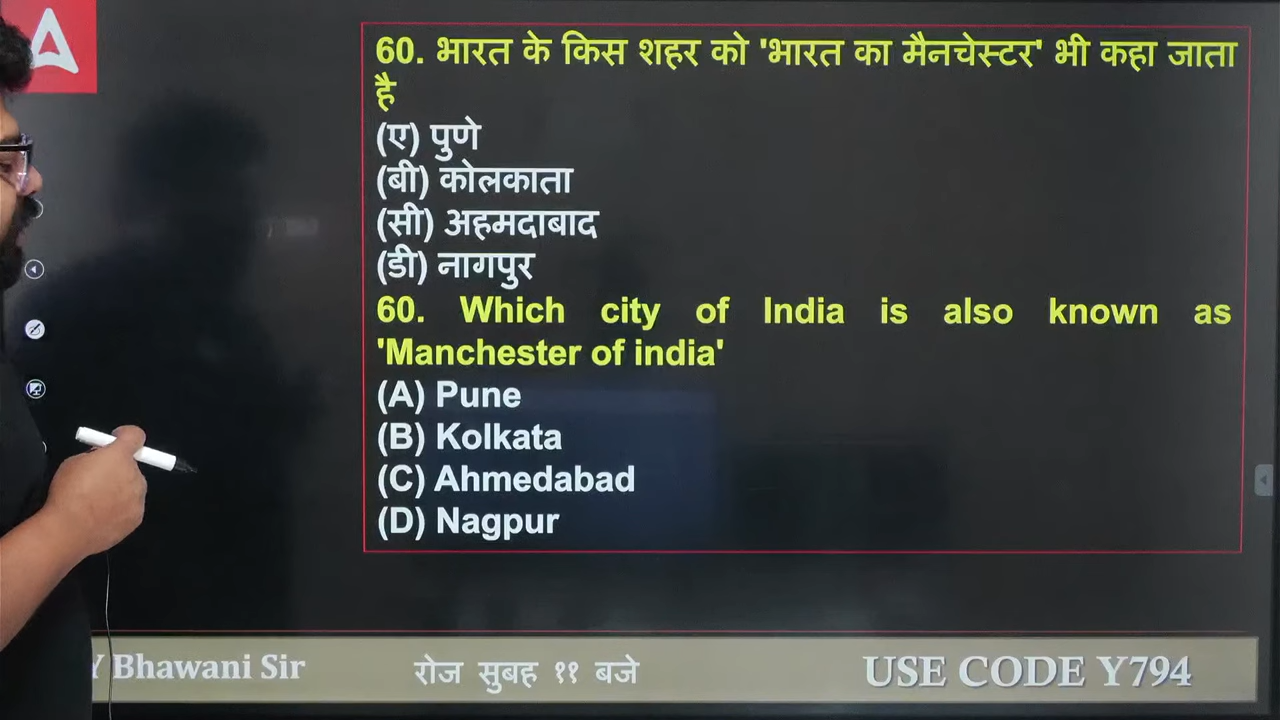 60. भारत के किस शहर को 'भारत का मैनचेस्टर' भी कहा जाता
है
(ए) पुणे
(बी) कोलकाता
(सी) अहमदाबाद
(डी) नागपुर
60. Which city of India is also known as
'Manchester of india'
(A) Pune
(B) Kolkata
(C) Ahmedabad
(D) Nagpur
Y Bhawani Sir रोज सुबह ११ बजे USE CODE Y794